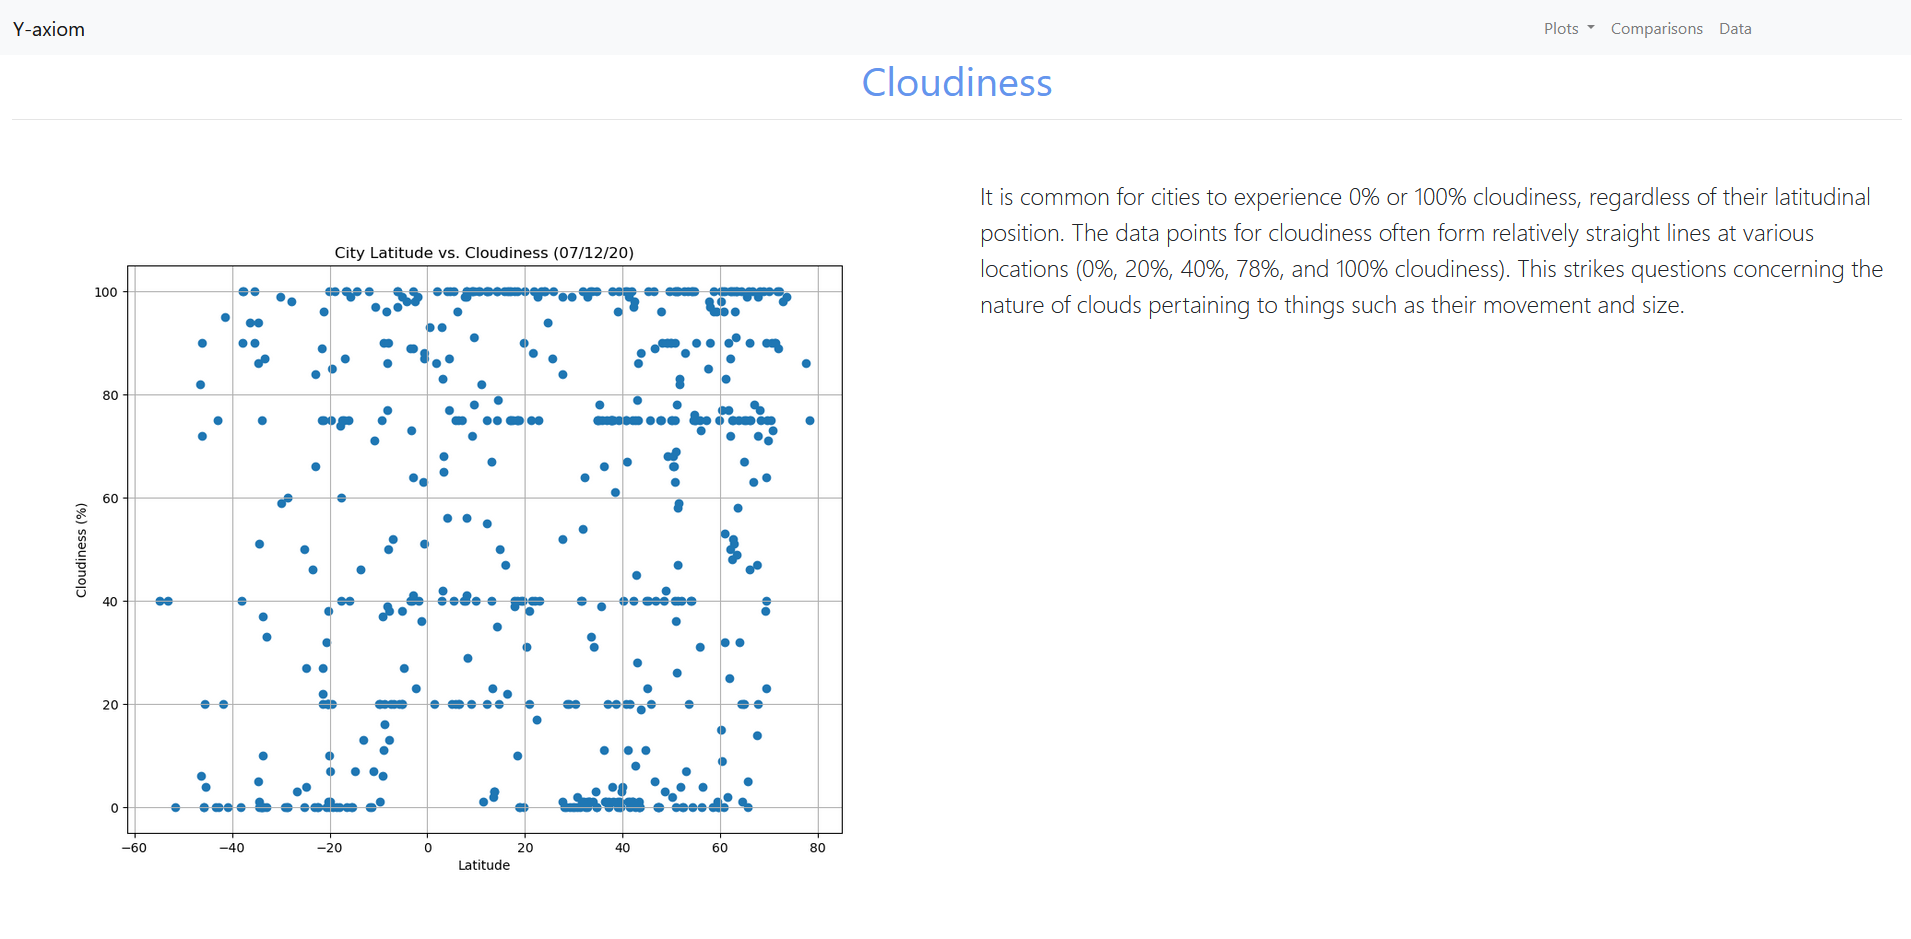 Y-axiom
Plots Comparisons Data
Cloudiness
It is common for cities to experience 0% or 100% cloudiness, regardless of their latitudinal
position. The data points for cloudiness often form relatively straight lines at various
locations (0%, 20%, 40%, 78%, and 100% cloudiness). This strikes questions concerning the
nature of clouds pertaining to things such as their movement and size.
City Latitude vs. Cloudiness (07/12/20)
100
80
60
40
20
0
Cloudiness (%)
−60 −40 −20 0 20 40 60 80
Latitude